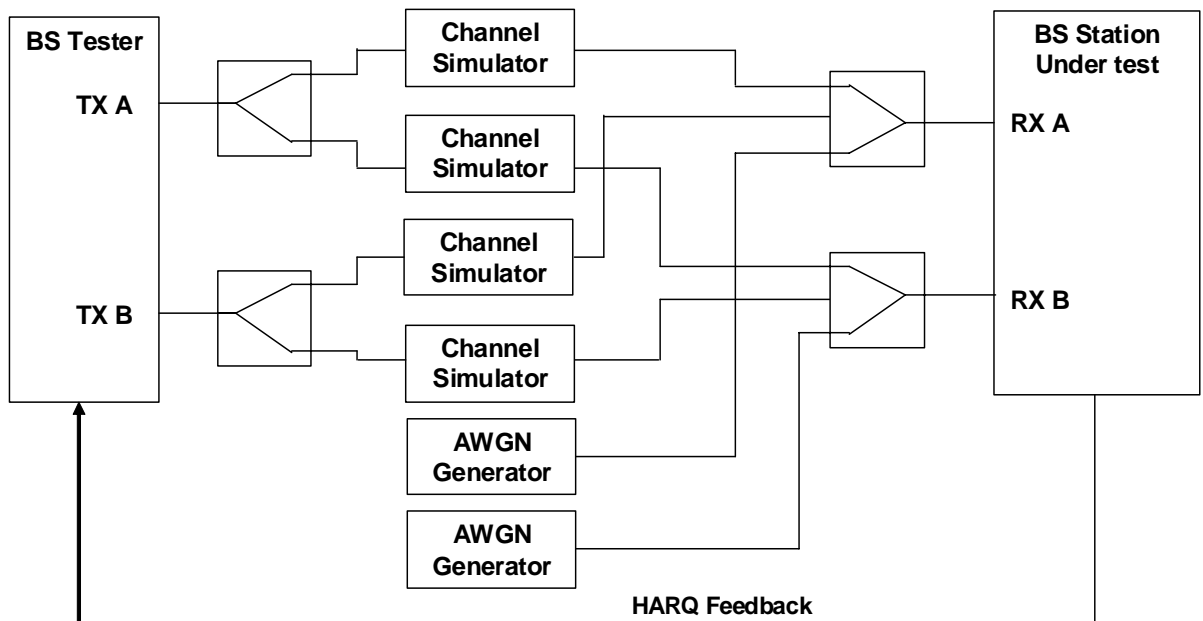 BS Tester
TX A
TX B
Channel
Simulator
Channel
Simulator
Channel
Simulator
Channel
Simulator
AWGN
Generator
AWGN
Generator
BS Station
Under test
RX A
RX B
HARQ Feedback